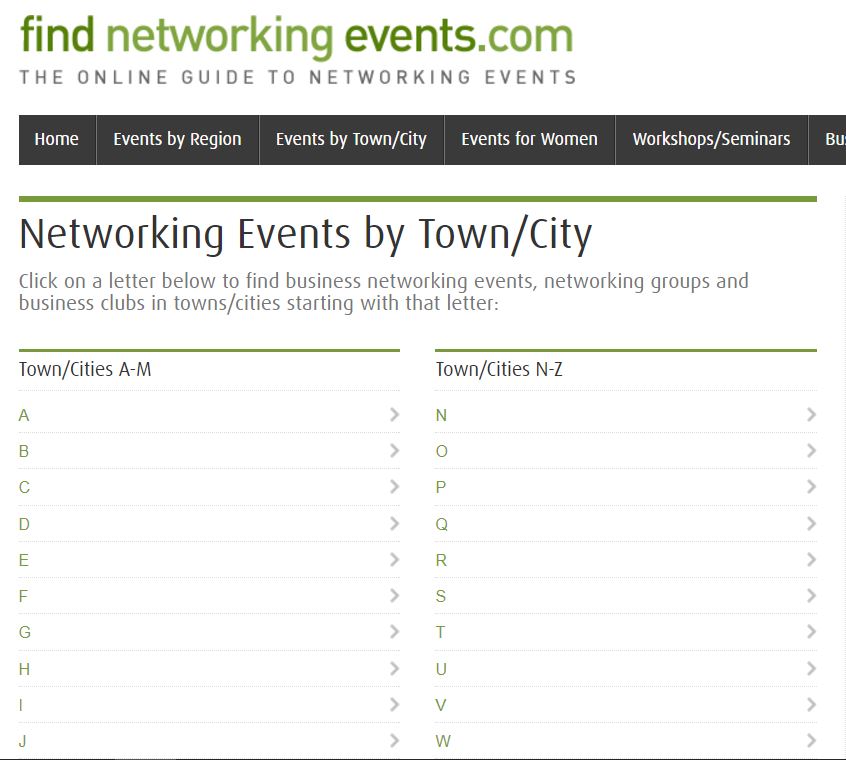 find networking events.com
THE ONLINE GUIDE TO NETWORKING EVENTS
Home Events by Region Events by Town/City Events for Women Workshops/Seminars
Networking Events by Town/City
Click on a letter below to find business networking events, networking groups and
business clubs in towns/cities starting with that letter:
Town/Cities A-M
A
B
C
D
E
F
G
H
I
J
Town/Cities N-Z
N
O
P
Q
R
S
T
U
V
W